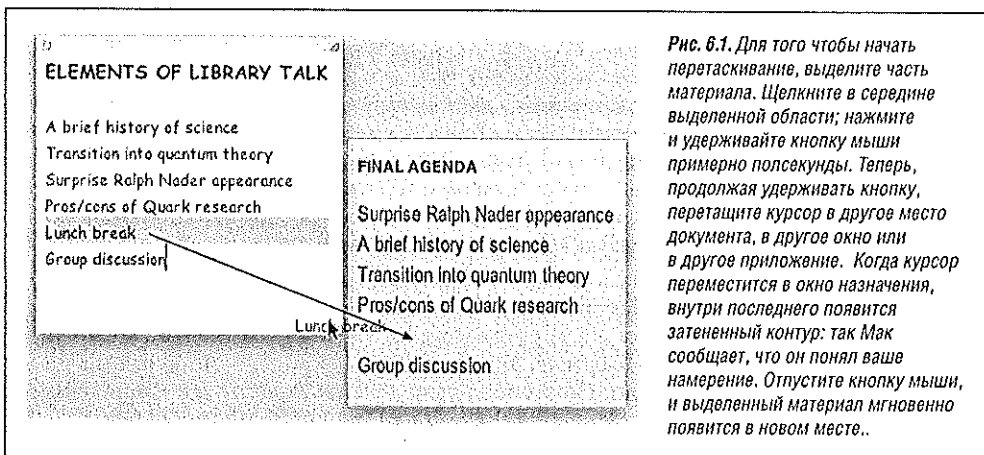 ELEMENTS OF LIBRARY TALK
A brief history of science
Transition into quantum theory
Surprise Ralph Nader appearance
Pros/cons of Quark research
Lunch break
Group discussion
Lunch break
FINAL AGENDA
Surprise Ralph Nader appearance
A brief history of science
Transition into quantum theory
Pros/cons of Quark research
Group discussion
Рис. 6.1. Для того чтобы начать
перетаскивание, выделите часть
материала. Щелкните в середине
выделенной области; нажмите
и удерживайте кнопку мыши
примерно полсекунды. Теперь,
продолжая удерживать кнопку,
перетащите курсор в другое место
документа, в другое окно или
в другое приложение. Когда курсор
переместится в окно назначения,
внутри последнего появится
затененный контур: так Мак
сообщает, что он понял ваше
намерение. Отпустите кнопку мыши,
и выделенный материал мгновенно
появится в новом месте..